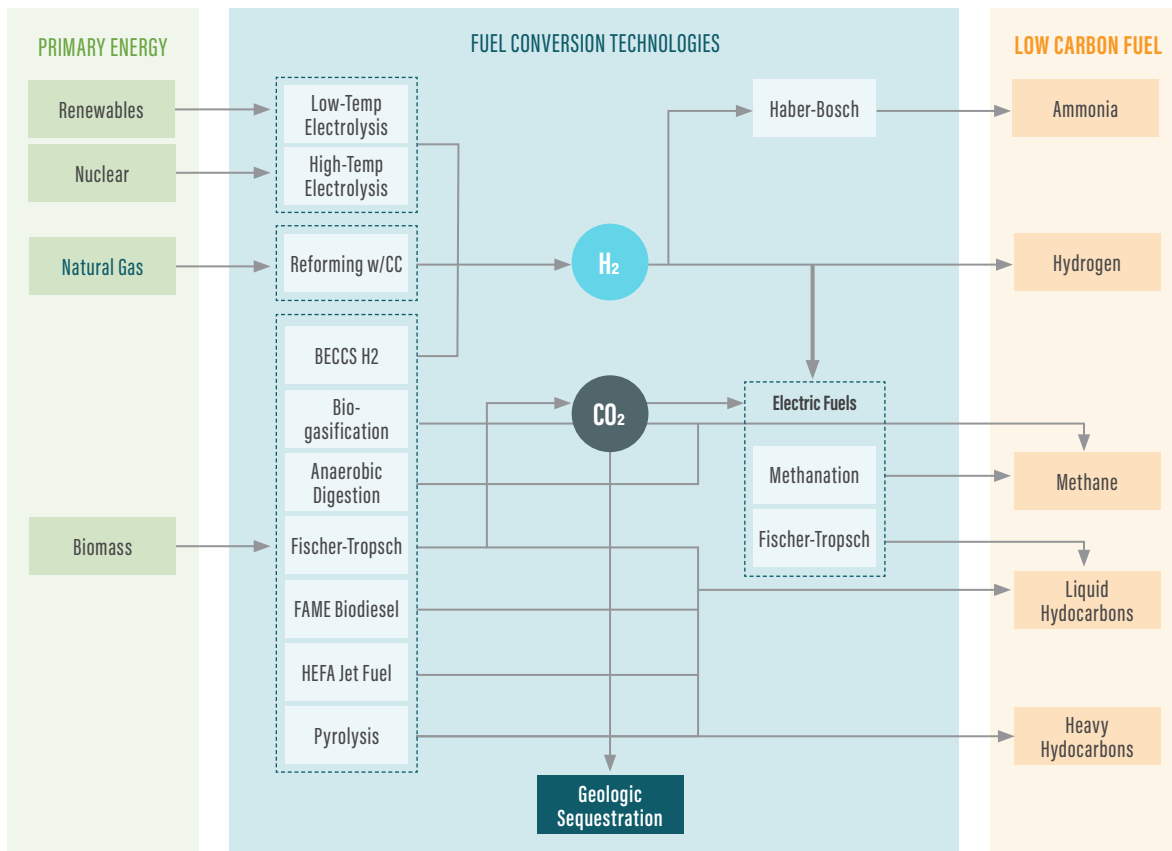 PRIMARY ENERGY
Renewables
Nuclear
Natural Gas
Biomass
FUEL CONVERSION TECHNOLOGIES
Low-Temp
Electrolysis
High-Temp
Electrolysis
Reforming w/CC
BECCS H2
Bio-
gasification
Anaerobic
Digestion
Fischer-Tropsch
FAME Biodiesel
HEFA Jet Fuel
Pyrolysis
H₂
CO₂
Geologic
Sequestration
Haber-Bosch
Electric Fuels
Methanation
Fischer-Tropsch
LOW CARBON FUEL
Ammonia
Hydrogen
Methane
Liquid
Hydocarbons
Heavy
Hydocarbons